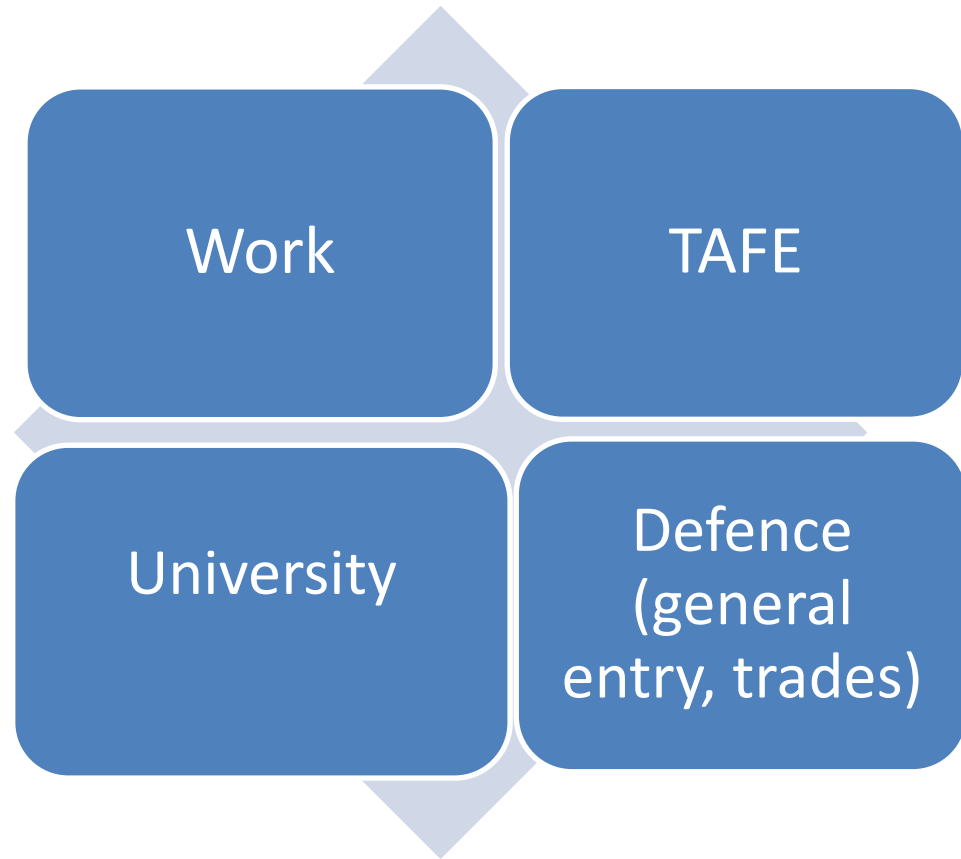 Work
TAFE
University
Defence
(general
entry, trades)